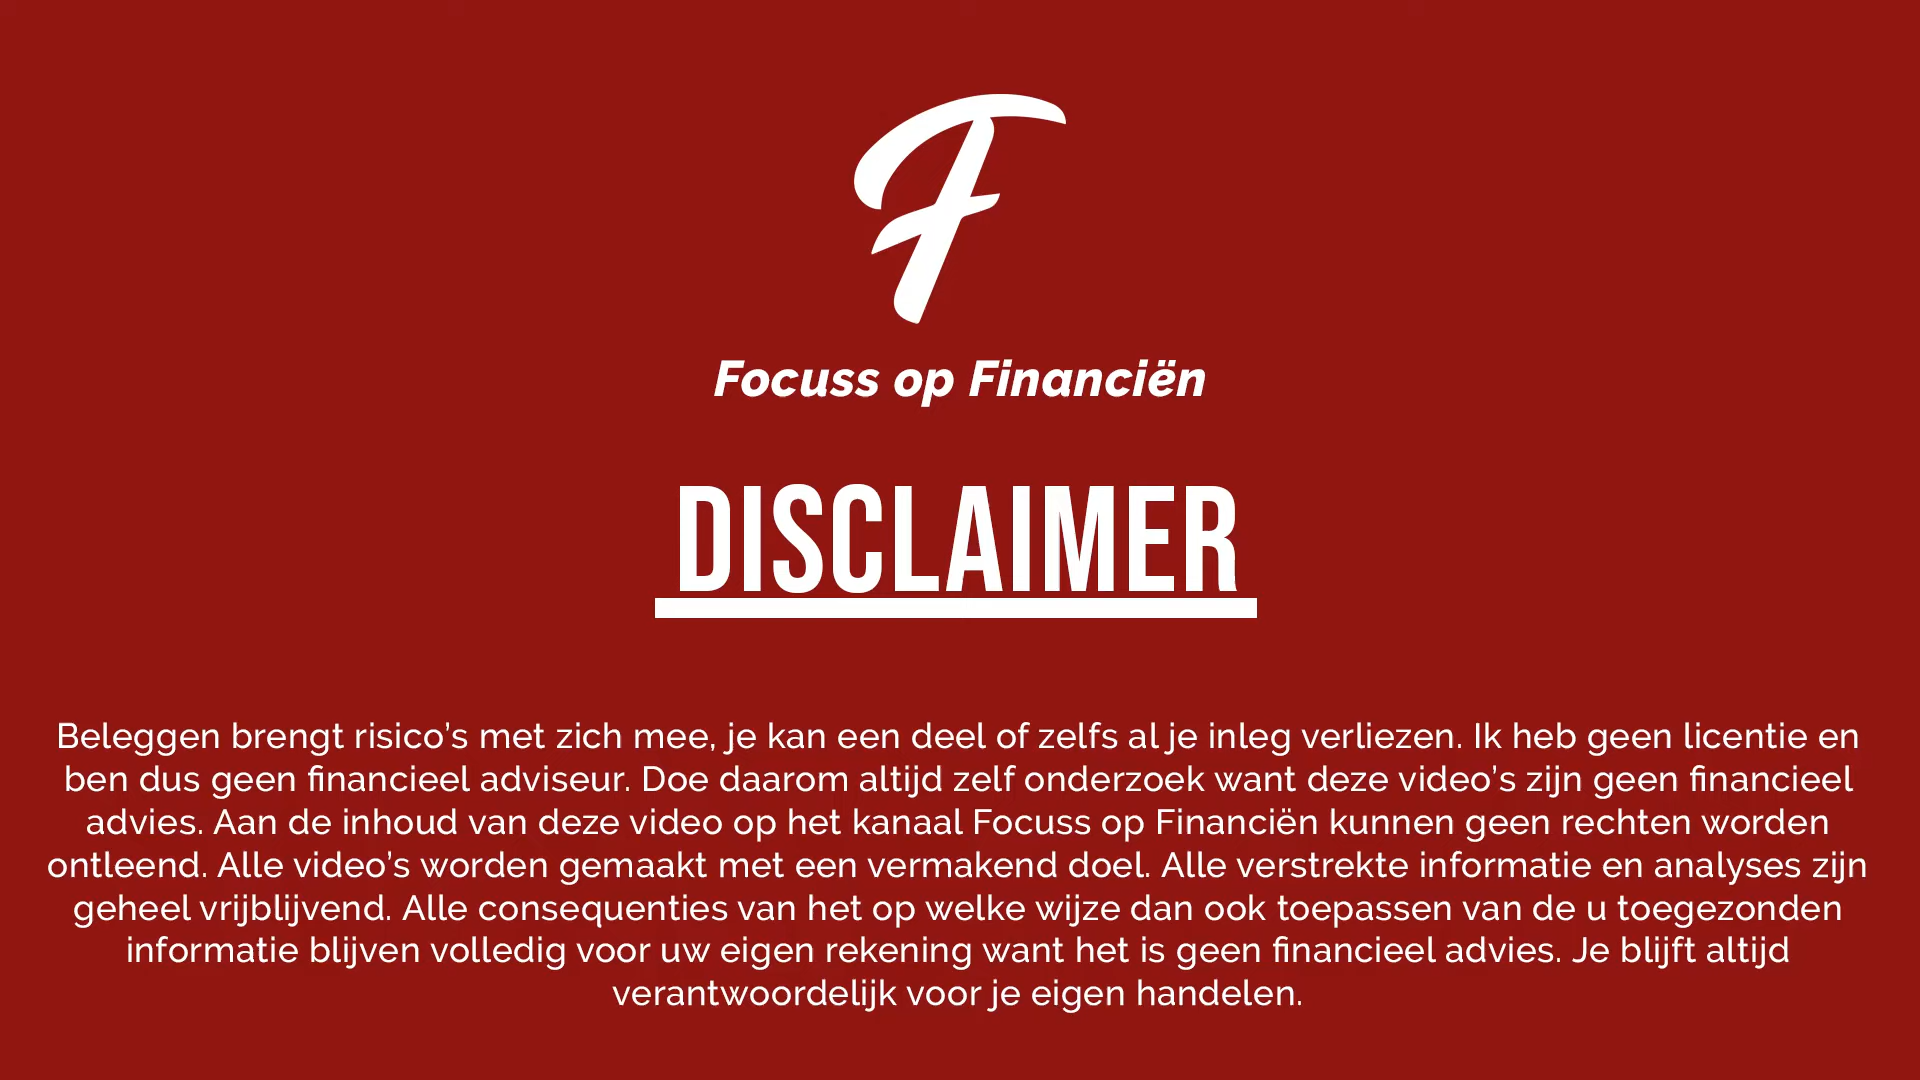 F
Focuss op Financiën
DISCLAIMER
Beleggen brengt risico’s met zich mee, je kan een deel of zelfs al je inleg verliezen. Ik heb geen licentie en
ben dus geen financieel adviseur. Doe daarom altijd zelf onderzoek want deze video’s zijn geen financieel
advies. Aan de inhoud van deze video op het kanaal Focuss op Financiën kunnen geen rechten worden
ontleend. Alle video’s worden gemaakt met een vermakend doel. Alle verstrekte informatie en analyses zijn
geheel vrijblijvend. Alle consequenties van het op welke wijze dan ook toepassen van de u toegezonden
informatie blijven volledig voor uw eigen rekening want het is geen financieel advies. Je blijft altijd
verantwoordelijk voor je eigen handelen.